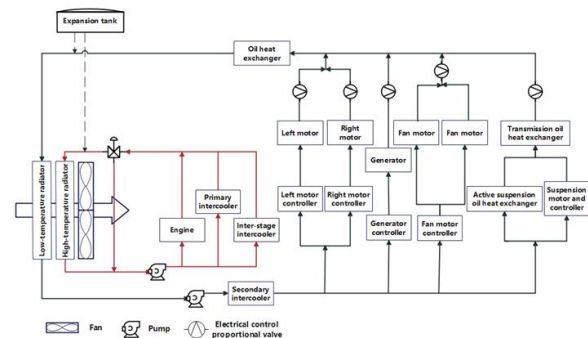 Expansion tank
Oil heat
exchanger
Left motor
Right
motor
Fan motor
Fan motor
Transmission oil
heat exchanger
Generator
Primary
intercooler
Left motor
controller
Right motor
controller
Active suspension
oil heat exchanger
Suspension
motor and
controller
Low-temperature radiator
High-temperature radiator
Engine
Inter-stage
intercooler
Generator
controller
Fan motor
controller
Secondary
intercooler
Fan
Pump
Electrical control
proportional valve